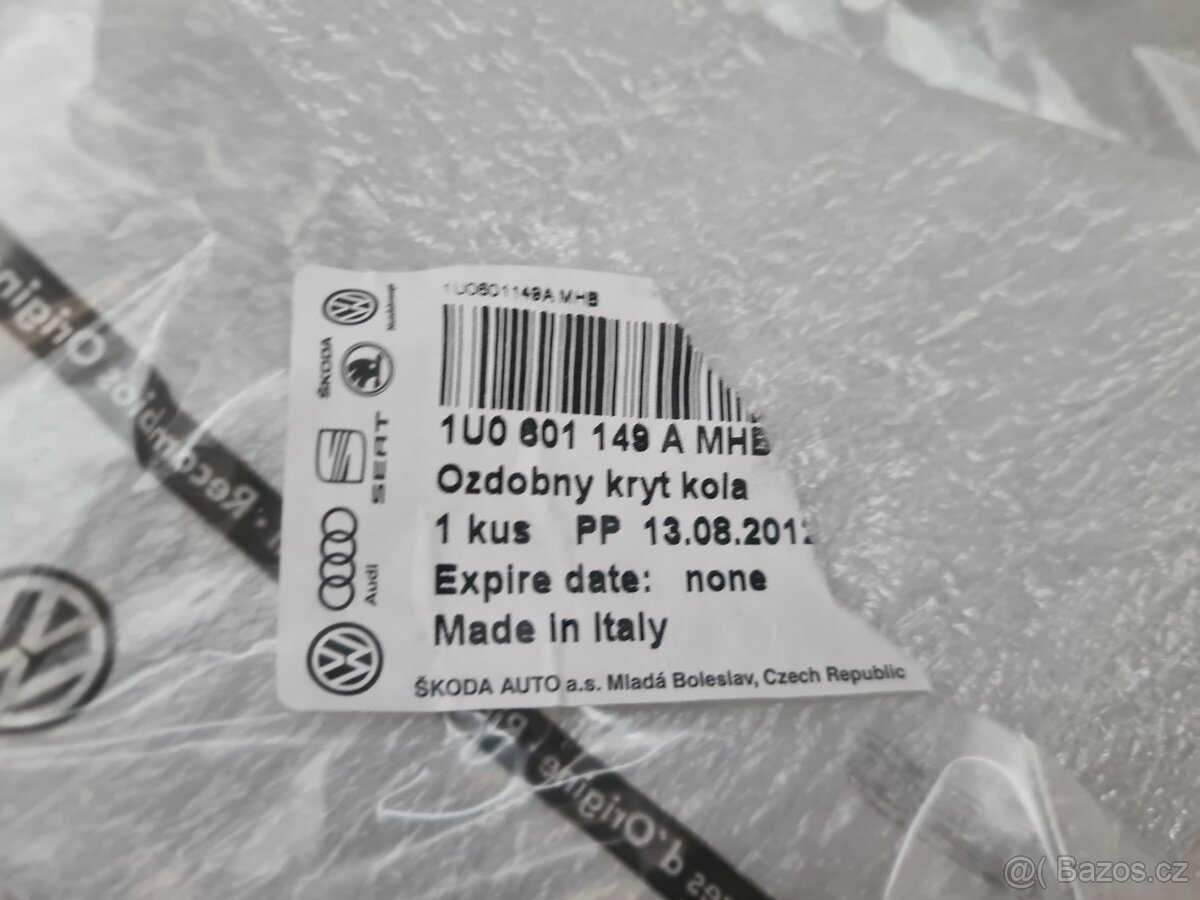 1U0601149A MHB
1U0 601 149 A MHB
Ozdobny kryt kola
1 kus PP 13.08.2012
Expire date: none
Made in Italy
ŠKODA AUTO a.s. Mladá Boleslav, Czech Republic
ŠKODA
SEAT
Audi
@( Bazos.cz